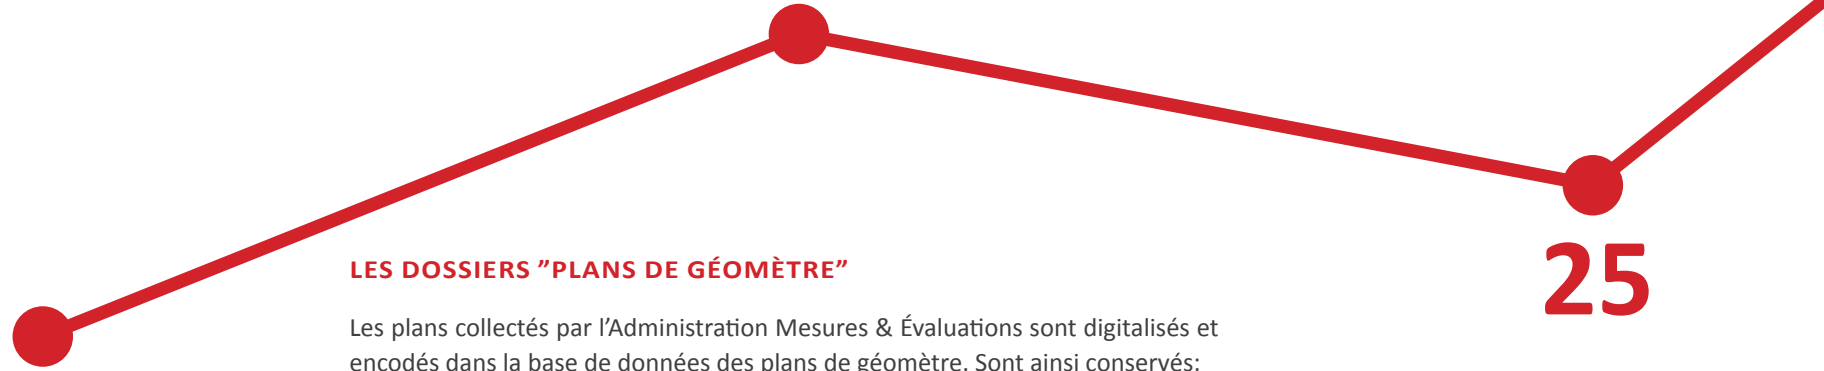 LES DOSSIERS ”PLANS DE GÉOMÈTRE”
25
Les plans collectés par l’Administration Mesures & Évaluations sont digitalisés et
encodés dans la base de données des plans de géomètre. Sont ainsi conservés: